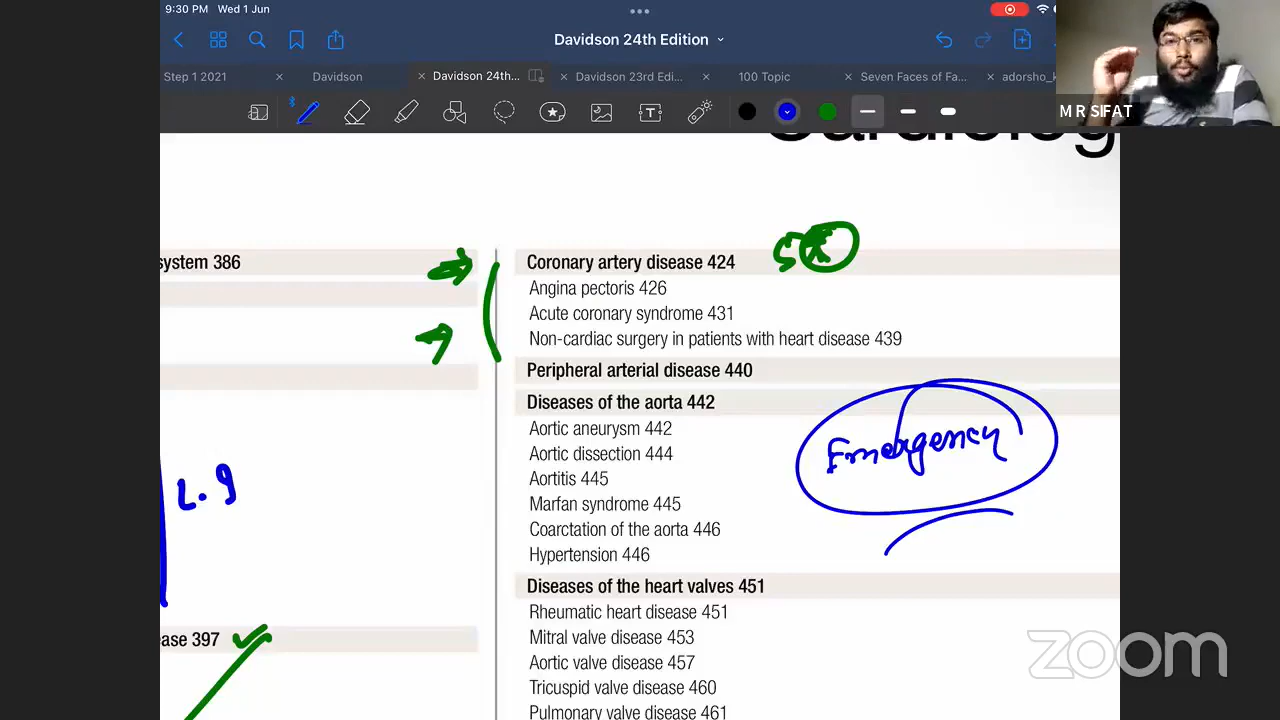 9:30 PM Wed 1 Jun
Davidson 24th Edition
Step 1 2021
Davidson
Davidson 24th...
Davidson 23rd Edi...
100 Topic
Seven Faces of Fa...
adorsho_k
M R SIFAT
Cardiolog
system 386
Coronary artery disease 424
5
Angina pectoris 426
Acute coronary syndrome 431
Non-cardiac surgery in patients with heart disease 439
Peripheral arterial disease 440
Diseases of the aorta 442
Aortic aneurysm 442
Emergency
Aortic dissection 444
Aortitis 445
Marfan syndrome 445
Coarctation of the aorta 446
Hypertension 446
Diseases of the heart valves 451
Rheumatic heart disease 451
ease 397
Mitral valve disease 453
Aortic valve disease 457
Tricuspid valve disease 460
Pulmonary valve disease 461
zoom